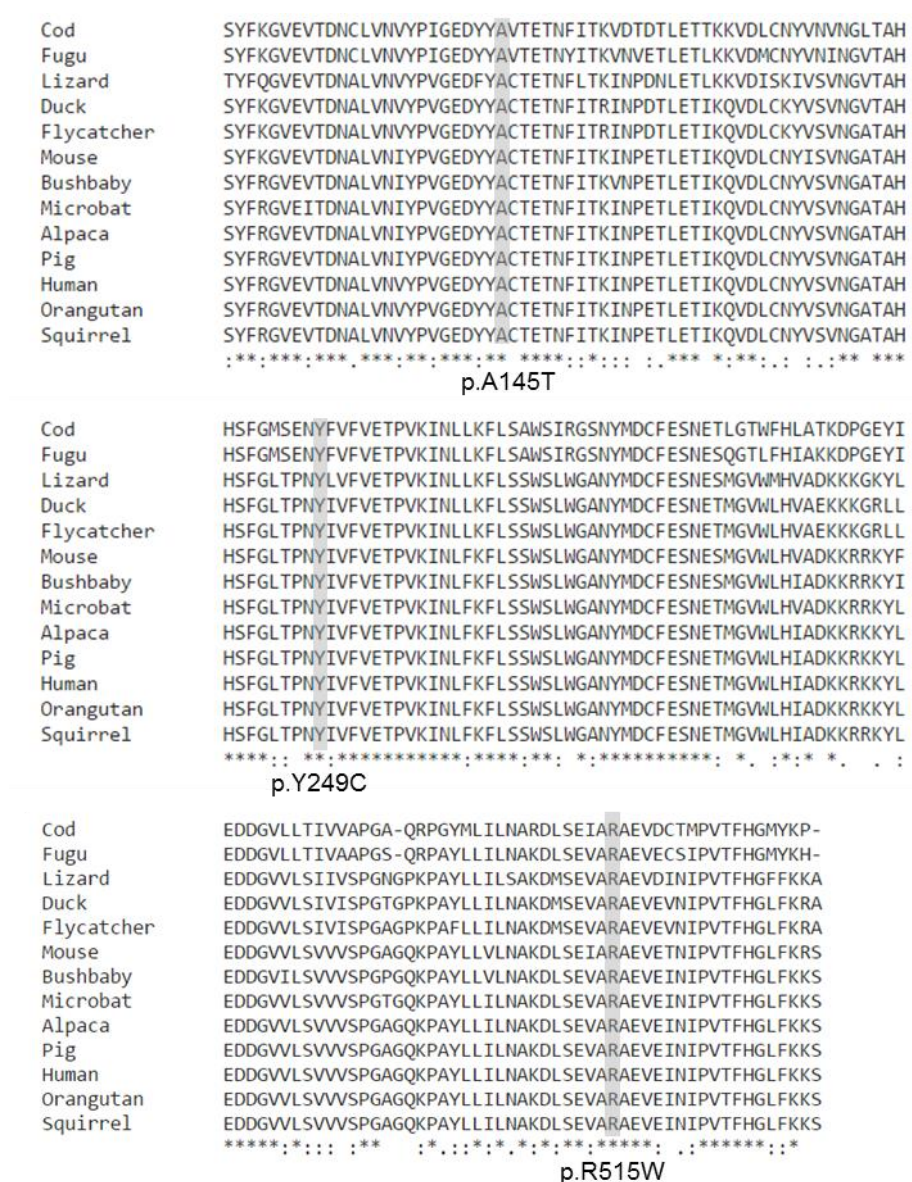 Cod SYFKGVEVTDNCLVNVYPIGEDYYAVTETNFITKVDTDTLETTKKVDLCNYVNVNGLTAH
Fugu SYFKGVEVTDNCLVNVYPIGEDYYAVTETNYITKVNVETLETLKKVDMCNYVNINGVTAH
Lizard TYFQGVEVTDNALVNVYPVGEDFYACTETNFLTKINPDNLETLKKVDISKIVSVNGVTAH
Duck SYFKGVEVTDNALVNVYPVGEDYYACTETNFITRINPDTLETIKQVDLCKYVSVNGVTAH
Flycatcher SYFKGVEVTDNALVNVYPVGEDYYACTETNFITRINPDTLETIKQVDLCKYVSVNGATAH
Mouse SYFKGVEVTDNALVNIYPVGEDYYACTETNFITKINPETLETIKQVDLCNYISVNGATAH
Bushbaby SYFRGVEVTDNALVNIYPVGEDYYACTETNFITKVNPETLETIKQVDLCNYVSVNGATAH
Microbat SYFRGVEITDNALVNIYPVGEDYYACTETNFITKINPETLETIKQVDLCNYVSVNGATAH
Alpaca SYFRGVEVTDNALVNIYPVGEDYYACTETNFITKINPETLETIKQVDLCNYVSVNGATAH
Pig SYFRGVEVTDNALVNVYPVGEDYYACTETNFITKINPETLETIKQVDLCNYVSVNGATAH
Human SYFRGVEVTDNALVNVYPVGEDYYACTETNFITKINPETLETIKQVDLCNYVSVNGATAH
Orangutan SYFRGVEVTDNALVNVYPVGEDYYACTETNFITKINPETLETIKQVDLCNYVSVNGATAH
Squirrel SYFRGVEVTDNALVNVYPVGEDYYACTETNFITKINPETLETIKQVDLCNYVSVNGATAH
:**:***:***.***:**:***:** ****::*::: :.*** *:**:.: :.:** ***
p.A145T
Cod HSFGMSENYFVFVETPVKINLLKFLSAWSIRGSNYMDCFESNETLGTWFHLATKDPGEYI
Fugu HSFGMSENYFVFVETPVKINLLKFLSAWSIRGSNYMDCFESNESQGTLFHIAKKDPGEYI
Lizard HSFGLTPNYLVFVETPVKINLLKFLSSWSLWGANYMDCFESNESMGVWMHVADKKKGKYL
Duck HSFGLTPNYIVFVETPVKINLLKFLSSWSLWGANYMDCFESNETMGVWLHVAEKKKGRLL
Flycatcher HSFGLTPNYIVFVETPVKINLLKFLSSWSLWGANYMDCFESNETMGVWLHVAEKKKGRLL
Mouse HSFGLTPNYIVFVETPVKINLFKFLSSWSLWGANYMDCFESNESMGVWLHVADKKRRKYF
Bushbaby HSFGLTPNYIVFVETPVKINLFKFLSSWSLWGANYMDCFESNESMGVWLHIADKKRRKYI
Microbat HSFGLTPNYIVFVETPVKINLFKFLSSWSLWGANYMDCFESNETMGVWLHVADKKRRKYL
Alpaca HSFGLTPNYIVFVETPVKINLFKFLSSWSLWGANYMDCFESNETMGVWLHIADKKRKKYL
Pig HSFGLTPNYIVFVETPVKINLFKFLSSWSLWGANYMDCFESNETMGVWLHIADKKRKKYL
Human HSFGLTPNYIVFVETPVKINLFKFLSSWSLWGANYMDCFESNETMGVWLHIADKKRKKYL
Orangutan HSFGLTPNYIVFVETPVKINLFKFLSSWSLWGANYMDCFESNETMGVWLHIADKKRKKYL
Squirrel HSFGLTPNYIVFVETPVKINLFKFLSSWSLWGANYMDCFESNETMGVWLHIADKKRRKYL
****:: **:***********:****:**: *:**********: *. :*:* *. . :
p.Y249C
Cod EDDGVLLTIVVAPGA-QRPGYMLILNARDLSEIARAEVDCTMPVTFHGMYKP-
Fugu EDDGVLLTIVAAPGS-QRPAYLLILNAKDLSEVARAEVECSIPVTFHGMYKH-
Lizard EDDGVVLSIIVSPGNGPKPAYLLILSAKDMSEVARAEVDINIPVTFHGFFKKA
Duck EDDGVVLSIVISPGTGPKPAYLLILNAKDMSEVARAEVEVNIPVTFHGLFKRA
Flycatcher EDDGVVLSIVISPGAGPKPAFLLILNAKDMSEVARAEVEVNIPVTFHGLFKRA
Mouse EDDGVVLSVVVSPGAGQKPAYLLVLNAKDLSEIARAEVETNIPVTFHGLFKRS
Bushbaby EDDGVILSVVVSPGPGQKPAYLLILNAKDLSEVARAEVEINIPVTFHGLFKKS
Microbat EDDGVVLSVVVSPGTGQKPAYLLILNAKDLSEVARAEVEINIPVTFHGLFKKS
Alpaca EDDGVVLSVVVSPGAGQKPAYLLILNAKDLSEVARAEVEINIPVTFHGLFKKS
Pig EDDGVVLSVVVSPGAGQKPAYLLILNAKDLSEVARAEVEINIPVTFHGLFKKS
Human EDDGVVLSVVVSPGAGQKPAYLLILNAKDLSEVARAEVEINIPVTFHGLFKKS
Orangutan EDDGVVLSVVVSPGAGQKPAYLLILNAKDLSEVARAEVEINIPVTFHGLFKKS
Squirrel EDDGVVLSVVVSPGAGQKPAYLLILNAKDLSEVARAEVEINIPVTFHGLFKKS
*****:*::: :** :*.::*:*.*:*:**:*****: .:******::*
p.R515W